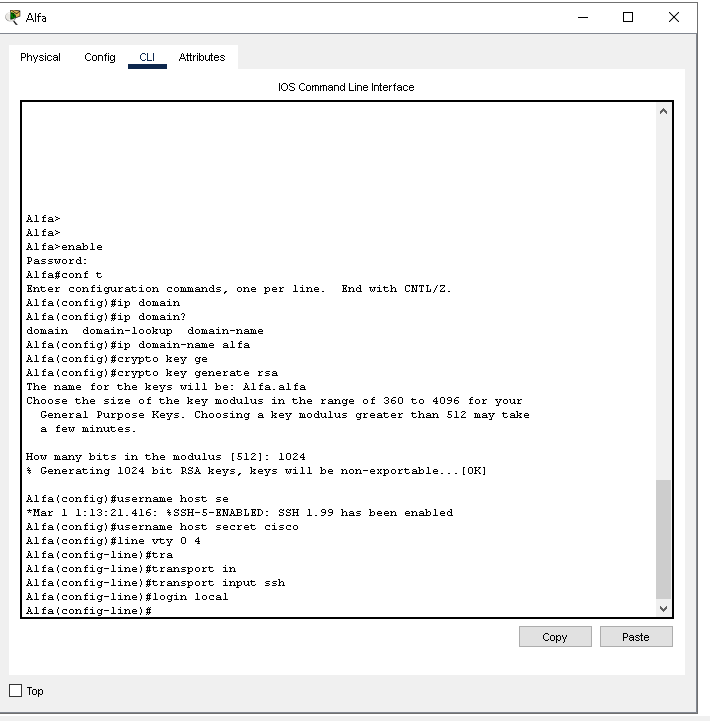 Alfa
Physical Config CLI Attributes
IOS Command Line Interface
Alfa>
Alfa>
Alfa>enable
Password:
Alfa#conf t
Enter configuration commands, one per line.  End with CNTL/Z.
Alfa(config)#ip domain
Alfa(config)#ip domain?
domain  domain-lookup  domain-name
Alfa(config)#ip domain-name alfa
Alfa(config)#crypto key ge
Alfa(config)#crypto key generate rsa
The name for the keys will be: Alfa.alfa
Choose the size of the key modulus in the range of 360 to 4096 for your
  General Purpose Keys. Choosing a key modulus greater than 512 may take
  a few minutes.
How many bits in the modulus [512]: 1024
% Generating 1024 bit RSA keys, keys will be non-exportable...[OK]
Alfa(config)#username host se
*Mar 1 1:13:21.416: %SSH-5-ENABLED: SSH 1.99 has been enabled
Alfa(config)#username host secret cisco
Alfa(config)#line vty 0 4
Alfa(config-line)#tra
Alfa(config-line)#transport in
Alfa(config-line)#transport input ssh
Alfa(config-line)#login local
Alfa(config-line)#
Copy Paste
Top